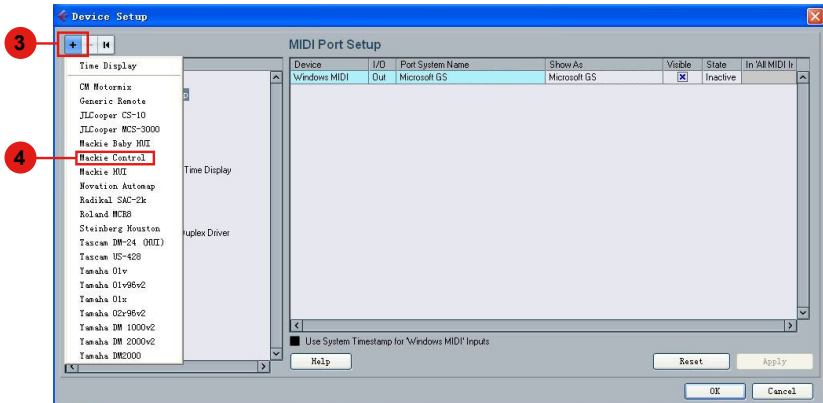 Device Setup
3
+ -
MIDI Port Setup
Time Display
Device I/O Port System Name Show As Visible State In 'All MIDI Ir
Windows MIDI Out Microsoft GS Microsoft GS Inactive
CM Motormix
Generic Remote
JLCooper CS-10
JLCooper MCS-3000
Mackie Baby HUI
4
Mackie Control
Mackie HUI
Time Display
Novation Automap
Radikal SAC-2k
Roland MCR8
Steinberg Houston
uplex Driver
Tascam DM-24 (HUI)
Tascam US-428
Yamaha 01v
Yamaha 01v96v2
Yamaha 01x
Yamaha 02r96v2
Yamaha DM 1000v2
Yamaha DM 2000v2
Yamaha DM2000
Use System Timestamp for 'Windows MIDI' Inputs
Help Reset Apply
OK Cancel